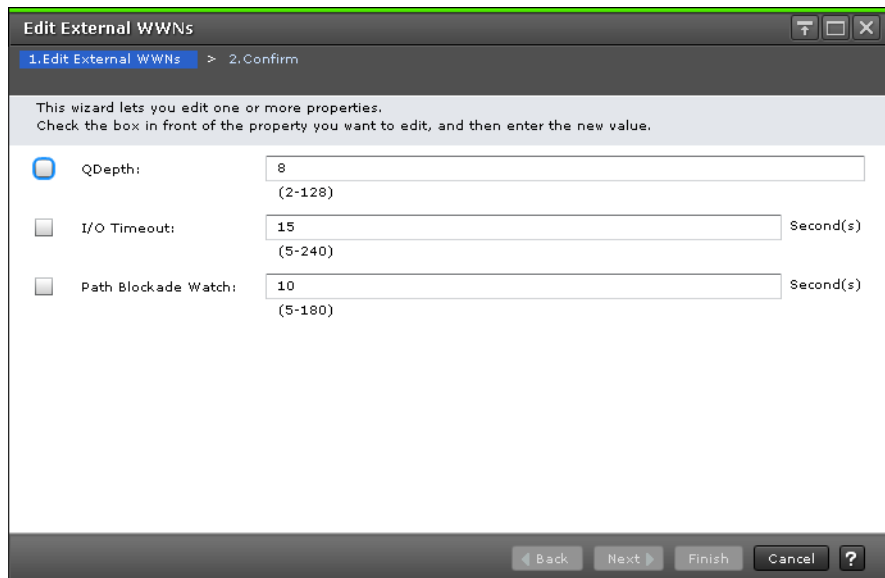 Edit External WWNs
1.Edit External WWNs > 2.Confirm
This wizard lets you edit one or more properties.
Check the box in front of the property you want to edit, and then enter the new value.
QDepth: 8
(2-128)
I/O Timeout: 15 Second(s)
(5-240)
Path Blockade Watch: 10 Second(s)
(5-180)
Back Next Finish Cancel ?